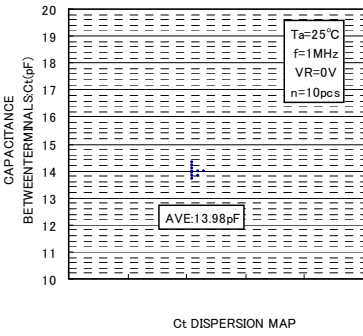 CAPACITANCE
BETWEENTERMINALS:Ct(pF)
20
19
18
17
16
15
14
13
12
11
10
Ta=25℃
f=1MHz
VR=0V
n=10pcs
AVE:13.98pF
Ct DISPERSION MAP